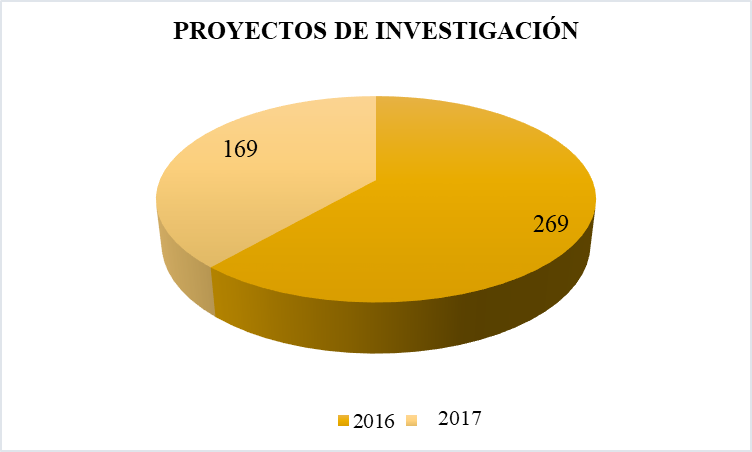 PROYECTOS DE INVESTIGACIÓN
169
269
2016 2017